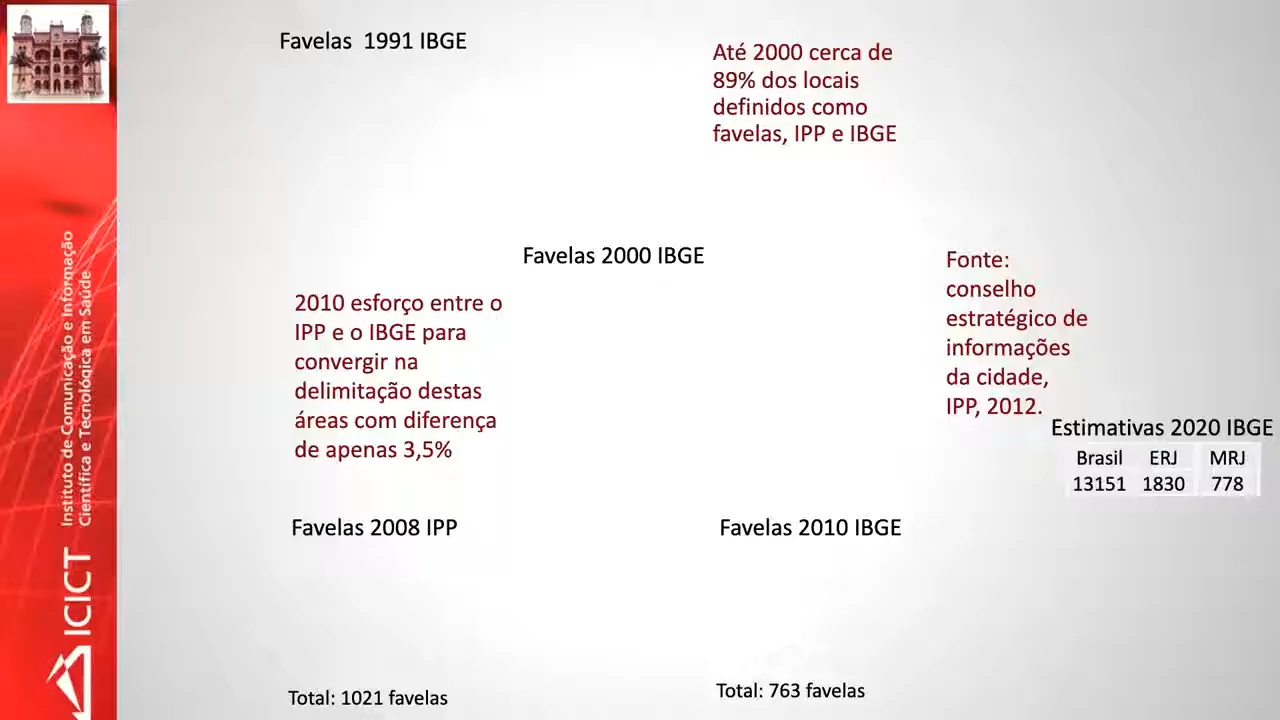 Favelas  1991 IBGE
Até 2000 cerca de
89% dos locais
definidos como
favelas, IPP e IBGE
Favelas 2000 IBGE
2010 esforço entre o
IPP e o IBGE para
convergir na
delimitação destas
áreas com diferença
de apenas 3,5%
Fonte:
conselho
estratégico de
informações
da cidade,
IPP, 2012.
Estimativas 2020 IBGE
Brasil ERJ MRJ
13151 1830 778
Favelas 2008 IPP
Favelas 2010 IBGE
Total: 1021 favelas
Total: 763 favelas
Instituto de Comunicação e Informação
Científica e Tecnológica em Saúde
ICICT